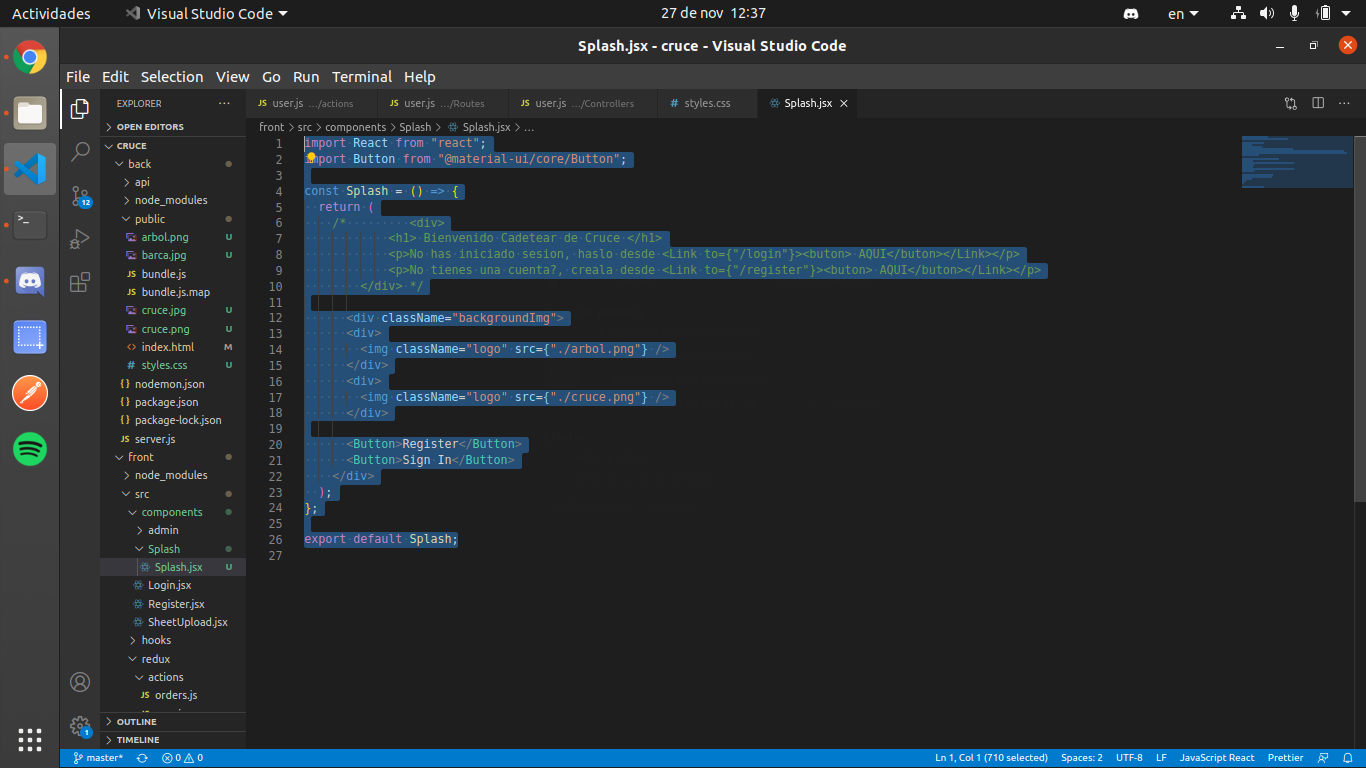 Actividades
Visual Studio Code
27 de nov 12:37
en
Splash.jsx - cruce - Visual Studio Code
File Edit Selection View Go Run Terminal Help
EXPLORER
OPEN EDITORS
CRUCE
back
api
node_modules
public
arbol.png U
barca.jpg U
JS bundle.js
bundle.js.map
cruce.jpg U
cruce.png U
index.html M
# styles.css U
nodemon.json
package.json
package-lock.json
JS server.js
front
node_modules
src
components
admin
Splash
Splash.jsx U
Login.jsx
Register.jsx
SheetUpload.jsx
hooks
redux
actions
JS orders.js
OUTLINE
TIMELINE
12
1
JS user.js .../actions
JS user.js .../Routes
JS user.js .../Controllers
# styles.css
Splash.jsx
front > src > components > Splash > Splash.jsx > ...
1 import React from "react";
2 import Button from "@material-ui/core/Button";
3
4 const Splash = () => {
5 return (
6 /* <div>
7 <h1> Bienvenido Cadetear de Cruce </h1>
8 <p>No has iniciado sesion, haslo desde <Link to={"/login"}><buton> AQUI</buton></Link></p>
9 <p>No tienes una cuenta?, creala desde <Link to={"/register"}><buton> AQUI</buton></Link></p>
10 </div> */
11
12 <div className="backgroundImg">
13 <div>
14 <img className="logo" src={"./arbol.png"} />
15 </div>
16 <div>
17 <img className="logo" src={"./cruce.png"} />
18 </div>
19
20 <Button>Register</Button>
21 <Button>Sign In</Button>
22 </div>
23 );
24 };
25
26 export default Splash;
27
master*
0 0
Ln 1, Col 1 (710 selected)
Spaces: 2
UTF-8
LF
JavaScript React
Prettier